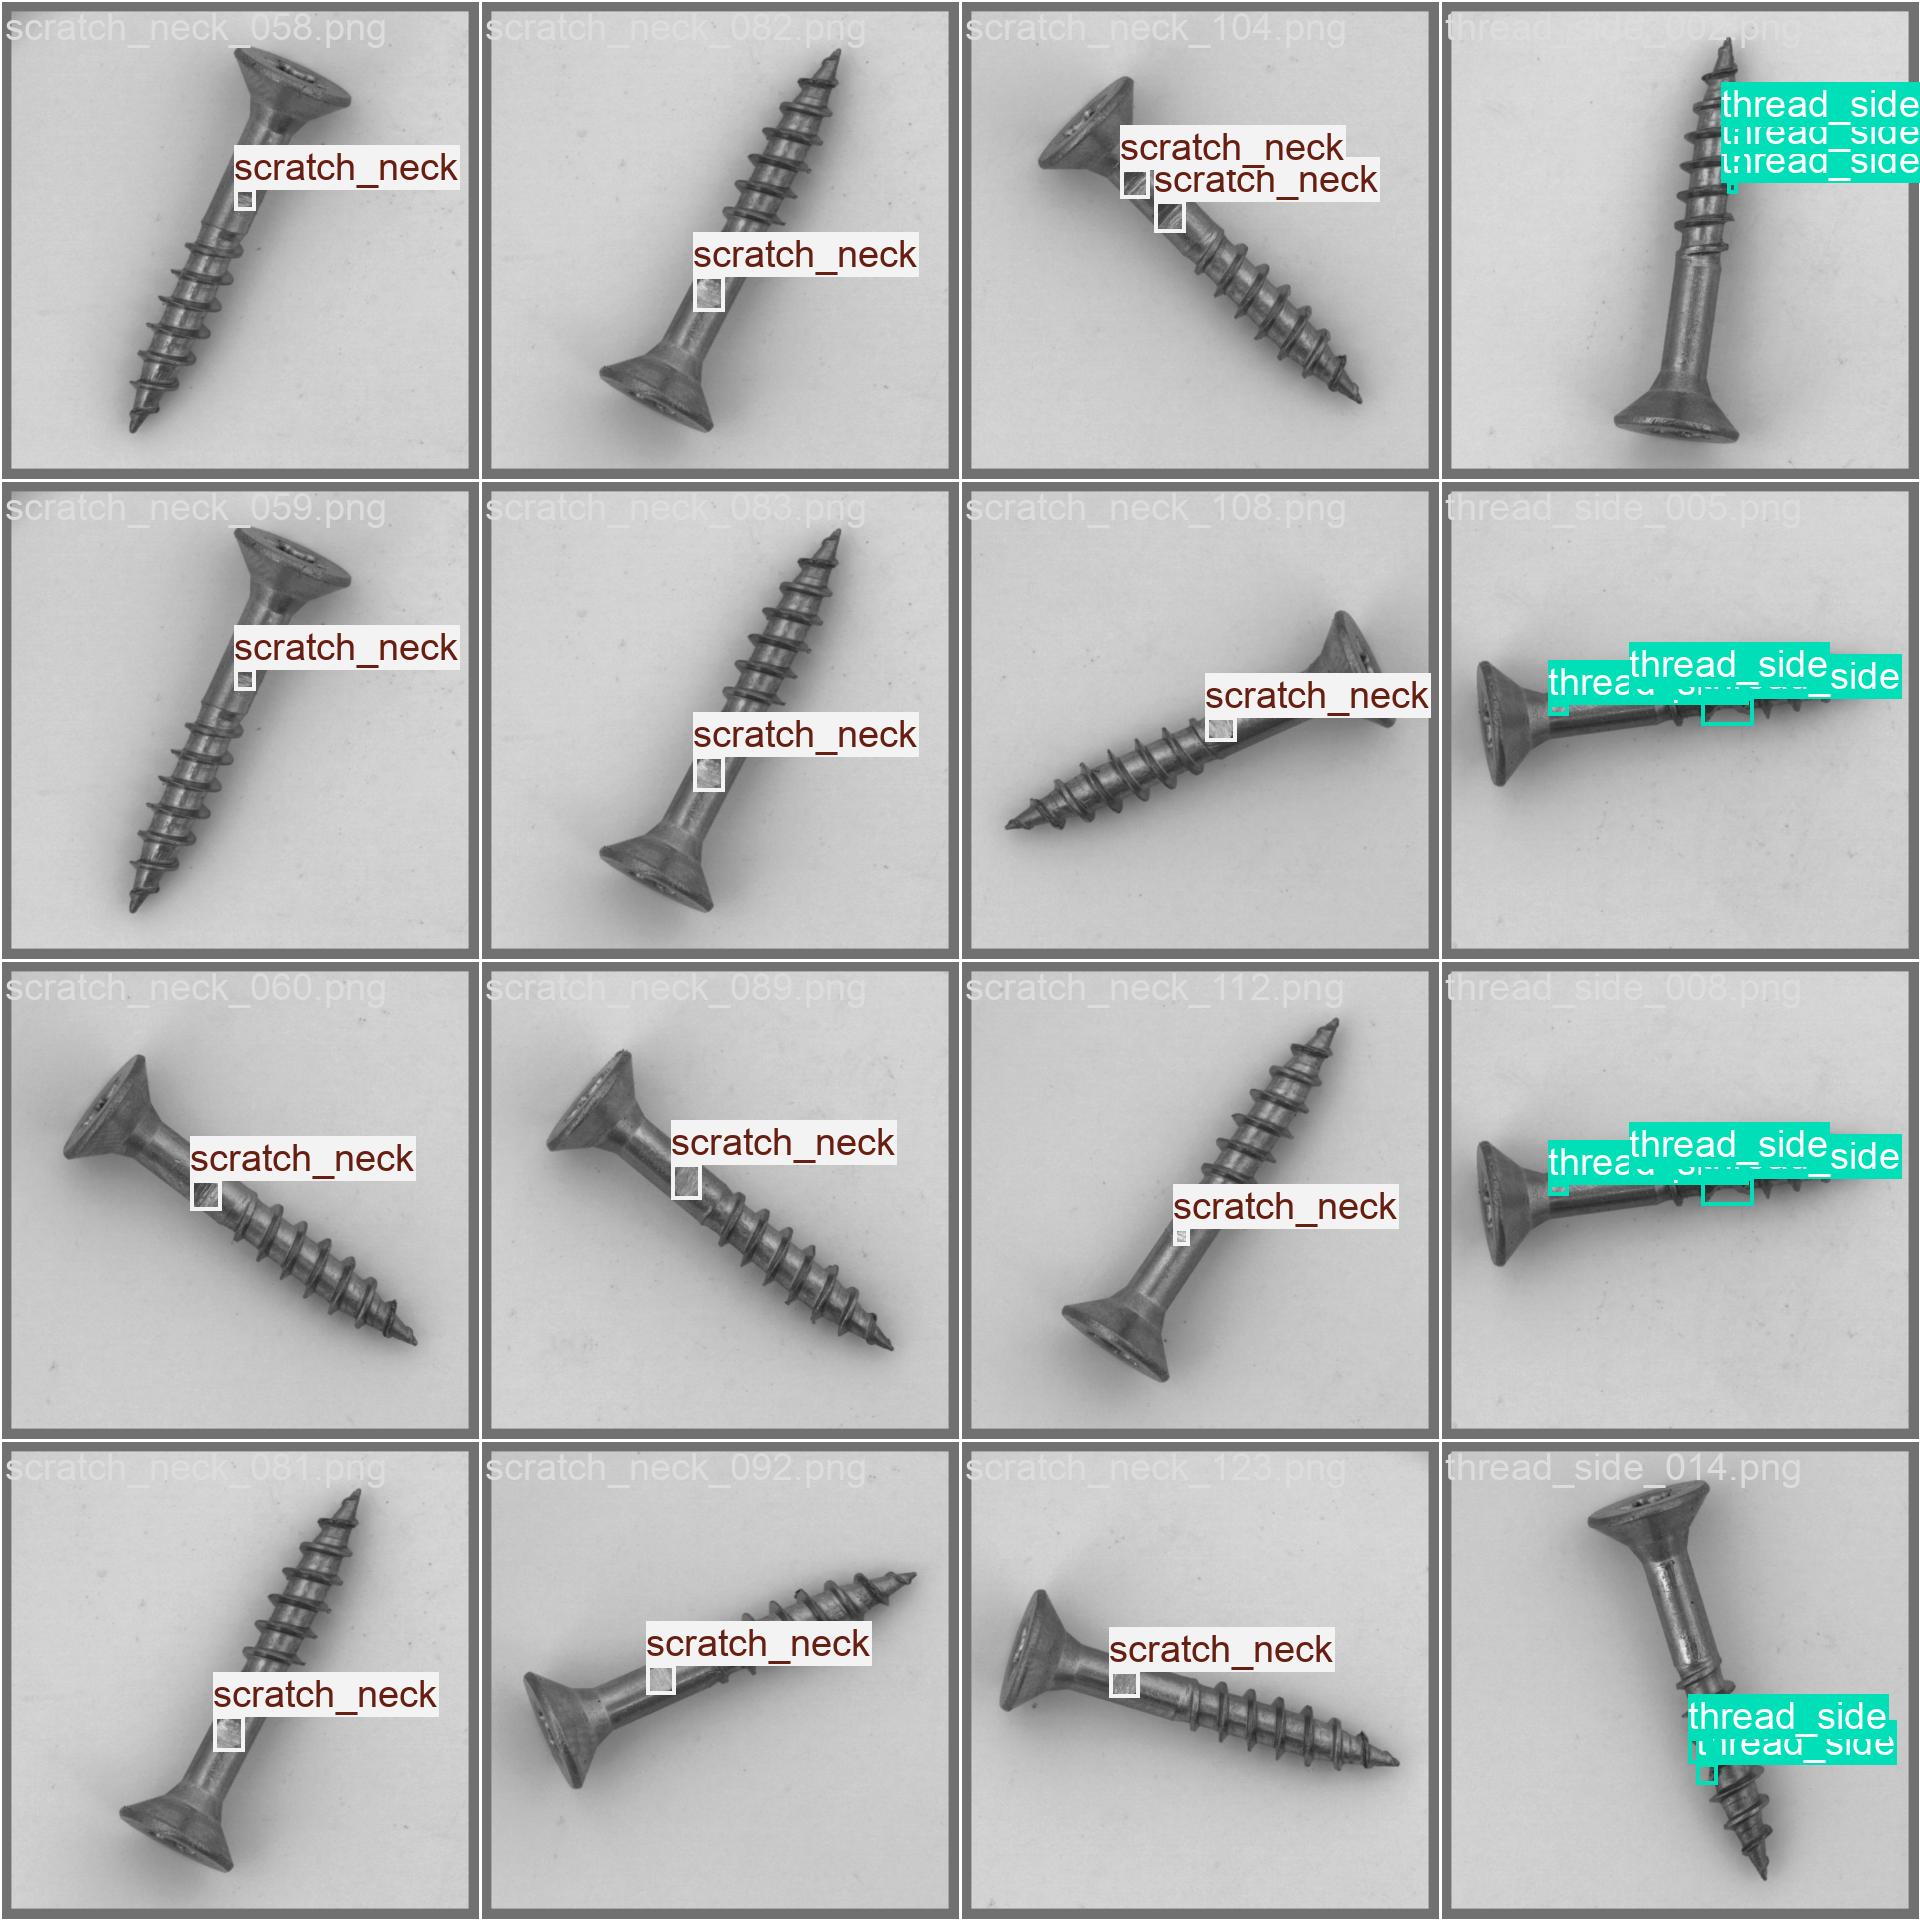 scratch_neck_058.png
scratch_neck
scratch_neck_082.png
scratch_neck
scratch_neck_104.png
scratch_neck
scratch_neck
thread_side_002.png
thread_side
thread_side
thread_side
scratch_neck_059.png
scratch_neck
scratch_neck_083.png
scratch_neck
scratch_neck_108.png
scratch_neck
thread_side_005.png
thread_side
side
scratch_neck_060.png
scratch_neck
scratch_neck_089.png
scratch_neck
scratch_neck_112.png
scratch_neck
thread_side_008.png
thread_side
side
scratch_neck_081.png
scratch_neck
scratch_neck_092.png
scratch_neck
scratch_neck_123.png
scratch_neck
thread_side_014.png
thread_side
thread_side